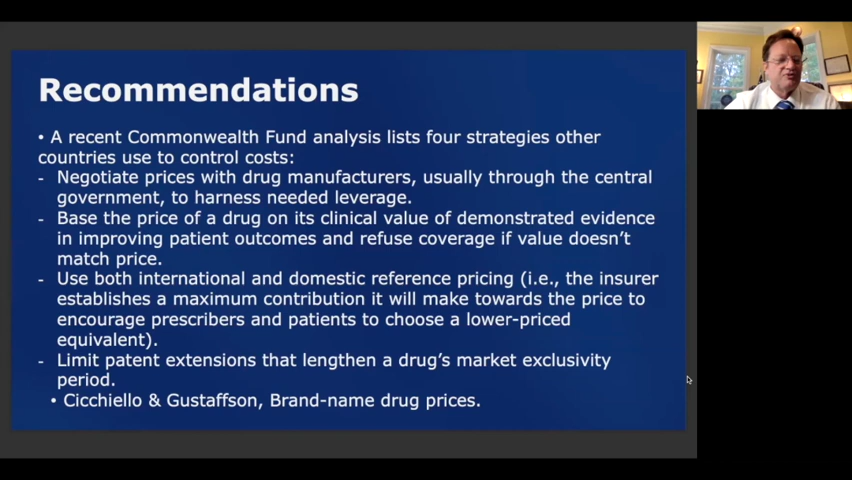 Recommendations
• A recent Commonwealth Fund analysis lists four strategies other
countries use to control costs:
- Negotiate prices with drug manufacturers, usually through the central
government, to harness needed leverage.
- Base the price of a drug on its clinical value of demonstrated evidence
in improving patient outcomes and refuse coverage if value doesn't
match price.
- Use both international and domestic reference pricing (i.e., the insurer
establishes a maximum contribution it will make towards the price to
encourage prescribers and patients to choose a lower-priced
equivalent).
- Limit patent extensions that lengthen a drug's market exclusivity
period.
• Cicchiello & Gustaffson, Brand-name drug prices.